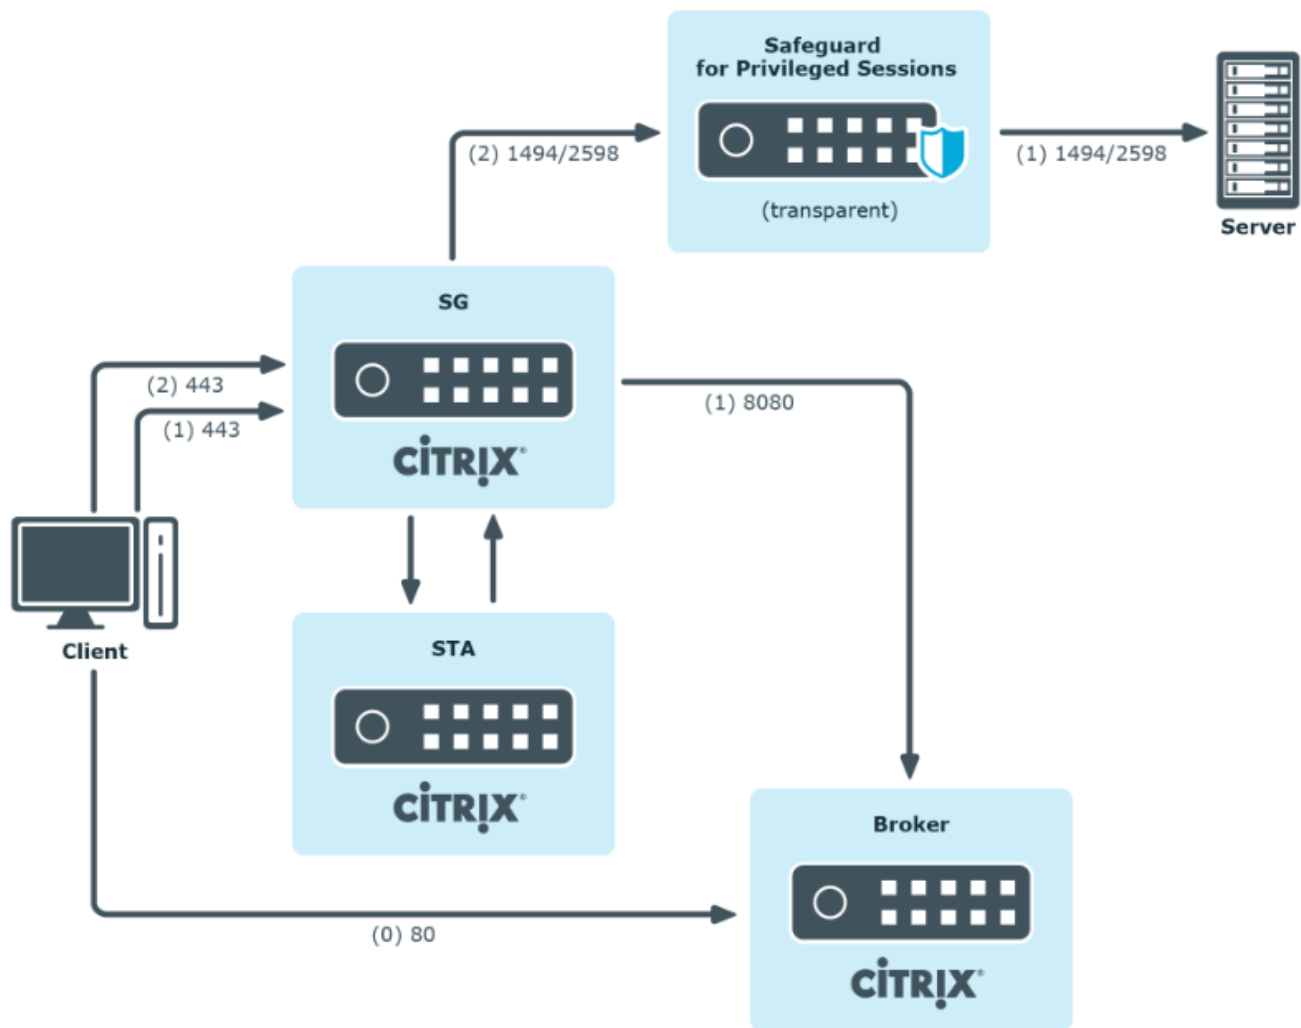 Safeguard
for Privileged Sessions
(2) 1494/2598
(1) 1494/2598
(transparent)
Server
SG
(2) 443
(1) 443
(1) 8080
CiTRiX®
Client
STA
CiTRiX®
Broker
(0) 80
CiTRiX®